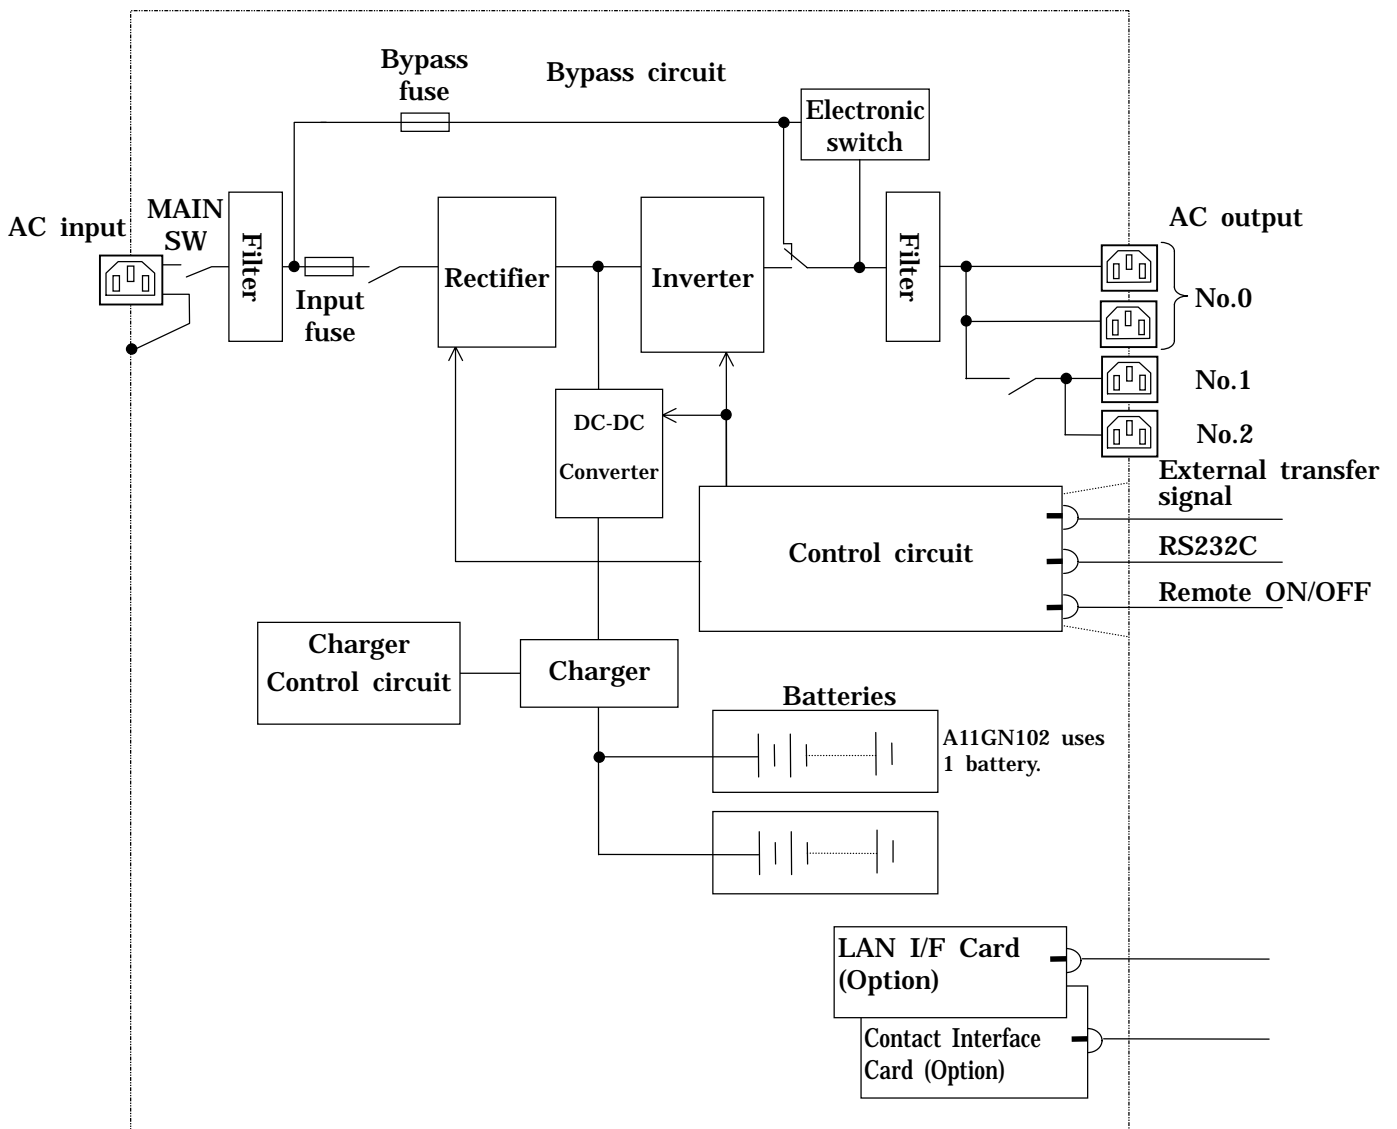 Bypass
fuse
Bypass circuit
Electronic
switch
AC input
MAIN
SW
Filter
Input
fuse
Rectifier
Inverter
Filter
AC output
No.0
No.1
No.2
DC-DC
Converter
External transfer
signal
Control circuit
RS232C
Remote ON/OFF
Charger
Control circuit
Charger
Batteries
A11GN102 uses
1 battery.
LAN I/F Card
(Option)
Contact Interface
Card (Option)